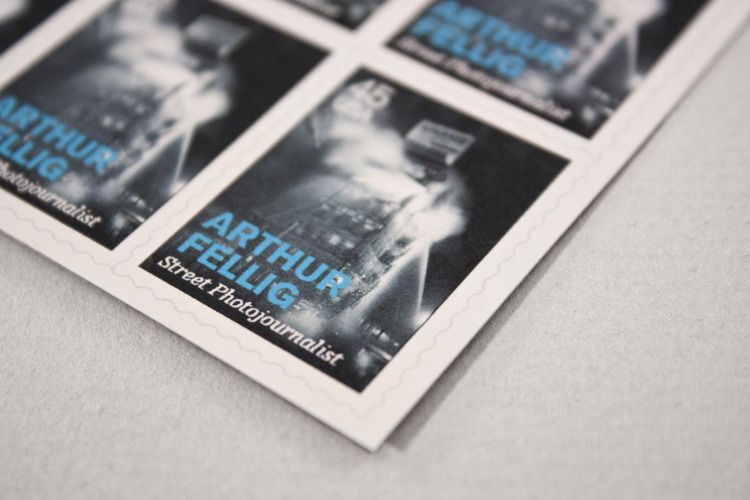 ARTHUR
FELLIG
Street Photojournalist
ARTHUR
FELLIG
Photojournalist
45
ARTHUR
FELLIG
Street Photojournalist